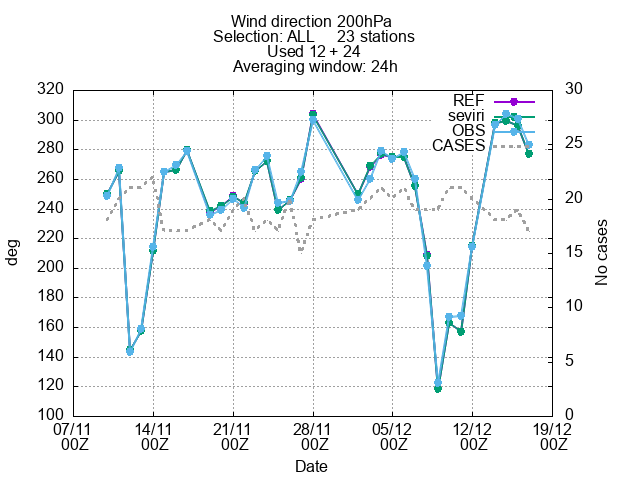 Wind direction 200hPa
Selection: ALL 23 stations
Used 12 + 24
Averaging window: 24h
REF
seviri
OBS
CASES
320
300
280
260
240
220
200
180
160
140
120
100
deg
30
25
20
15
10
5
0
No cases
07/11 14/11 21/11 28/11 05/12 12/12 19/12
00Z 00Z 00Z 00Z 00Z 00Z 00Z
Date